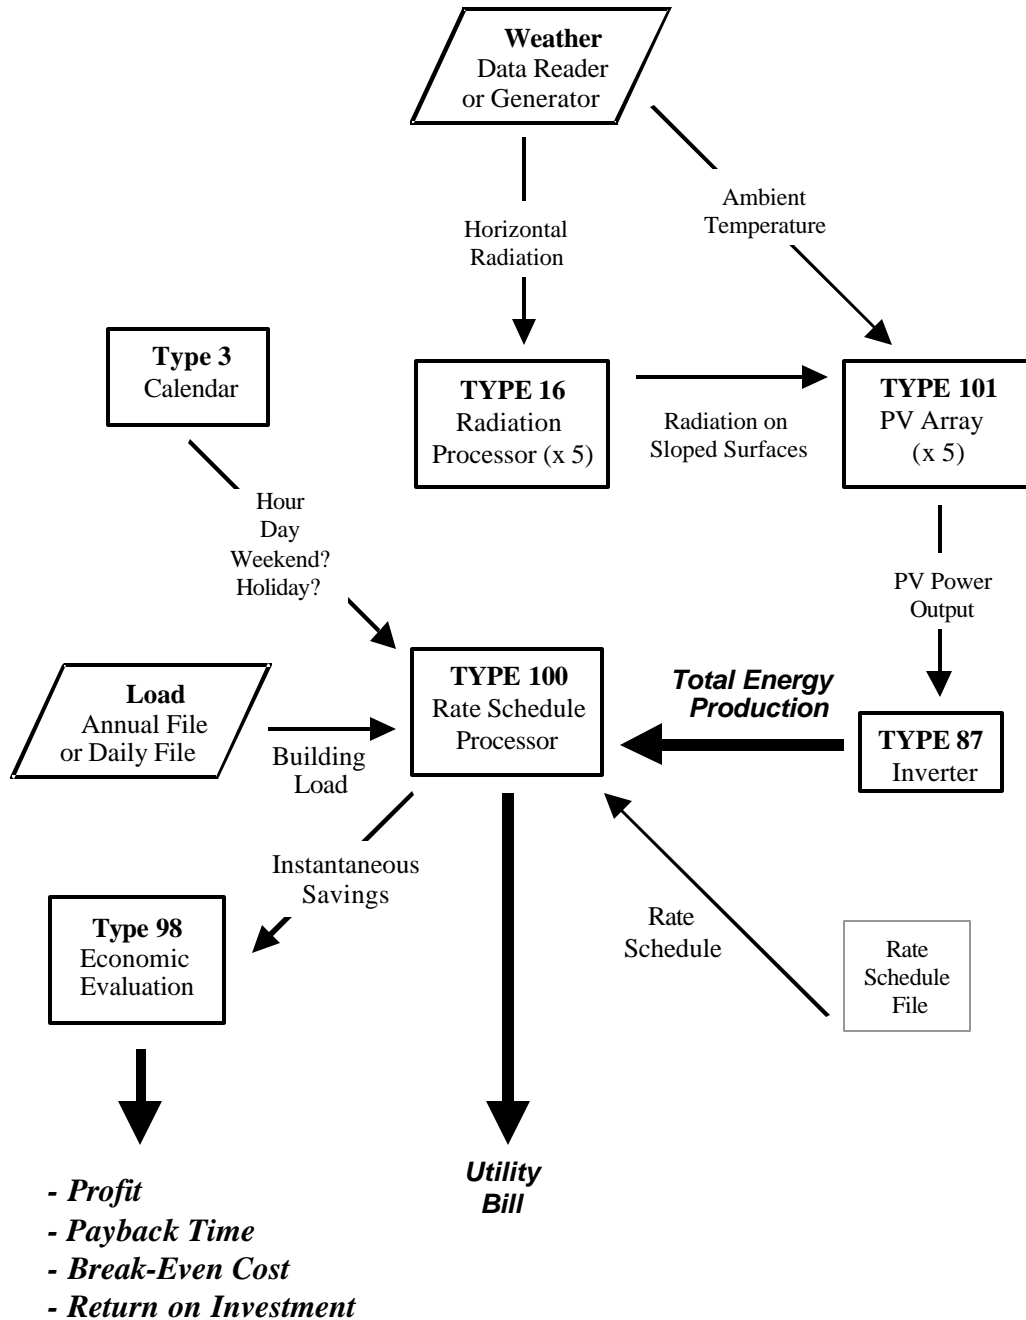 Weather
Data Reader
or Generator
Ambient
Temperature
Horizontal
Radiation
Type 3
Calendar
TYPE 16
Radiation
Processor (x 5)
Radiation on
Sloped Surfaces
TYPE 101
PV Array
(x 5)
Hour
Day
Weekend?
Holiday?
PV Power
Output
Load
Annual File
or Daily File
Building
Load
TYPE 100
Rate Schedule
Processor
Total Energy
Production
TYPE 87
Inverter
Instantaneous
Savings
Type 98
Economic
Evaluation
Rate
Schedule
Rate
Schedule
File
Utility
Bill
- Profit
- Payback Time
- Break-Even Cost
- Return on Investment